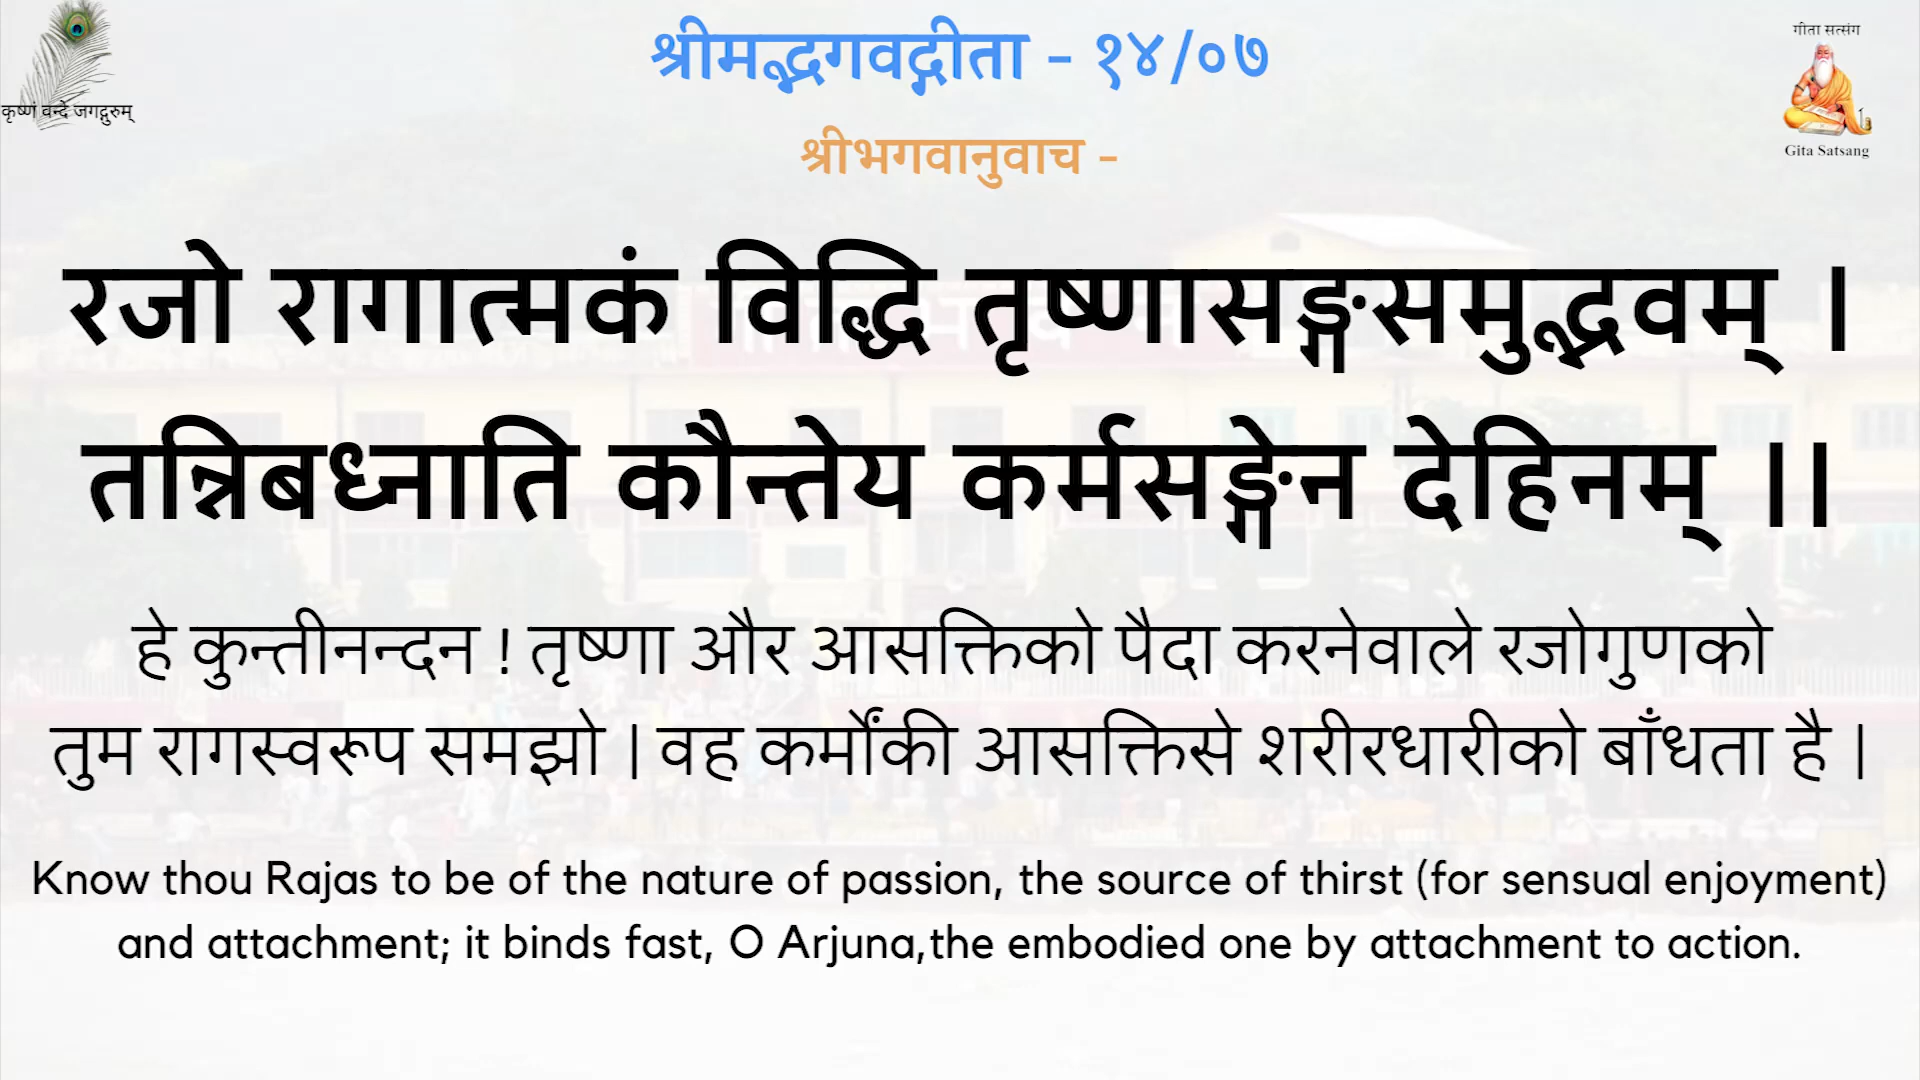 श्रीमद्भगवद्गीता - १४/०७
कृष्णं वन्दे जगद्गुरुम्
गीता सत्संग
Gita Satsang
श्रीभगवानुवाच -
रजो रागात्मकं विद्धि तृष्णासङ्गसमुद्भवम् ।
तन्निबध्नाति कौन्तेय कर्मसङ्गेन देहिनम् ।।
हे कुन्तीनन्दन ! तृष्णा और आसक्तिको पैदा करनेवाले रजोगुणको
तुम रागस्वरूप समझो | वह कर्मोंकी आसक्तिसे शरीरधारीको बाँधता है |
Know thou Rajas to be of the nature of passion, the source of thirst (for sensual enjoyment)
and attachment; it binds fast, O Arjuna,the embodied one by attachment to action.